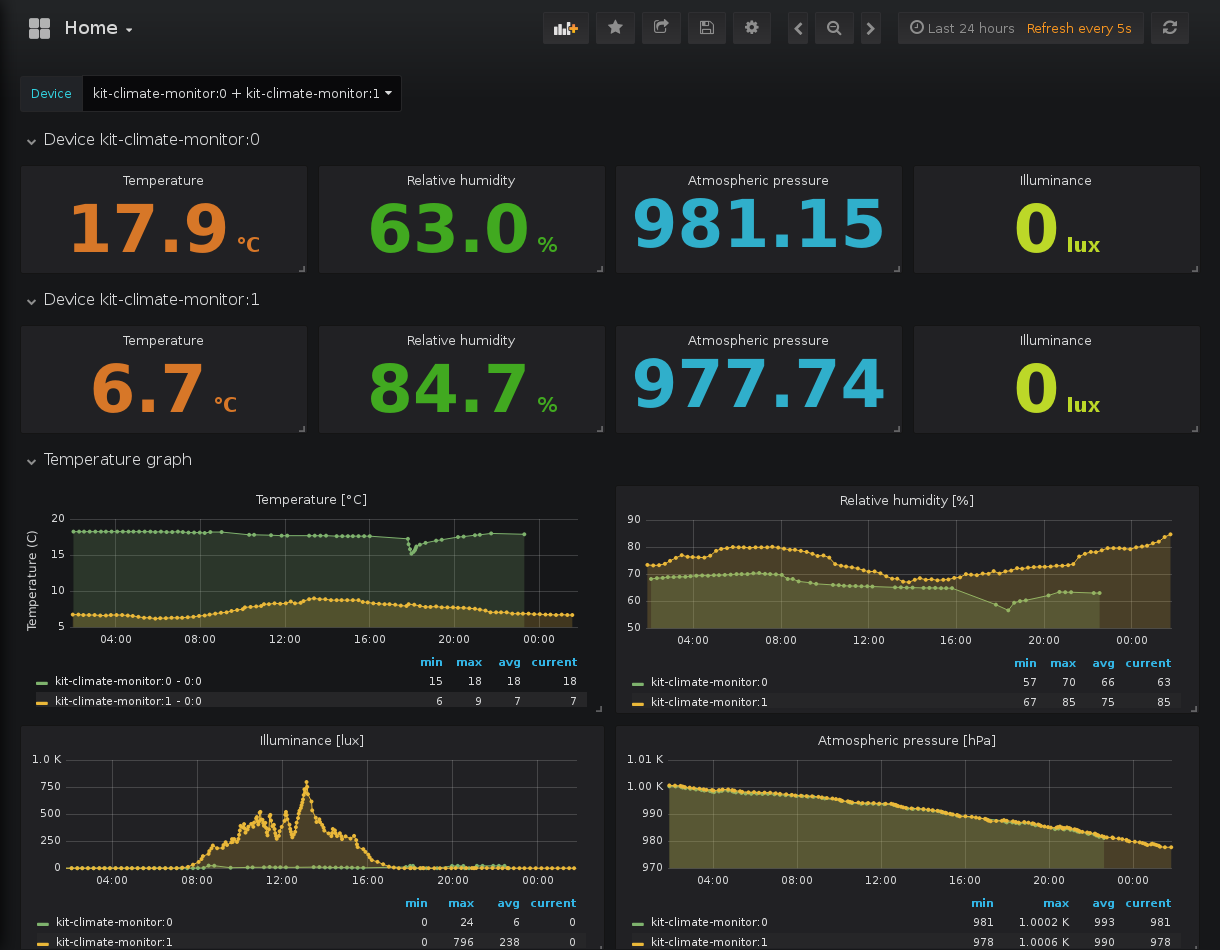 Home
Last 24 hours Refresh every 5s
Device kit-climate-monitor:0 + kit-climate-monitor:1
Device kit-climate-monitor:0
Temperature Relative humidity Atmospheric pressure Illuminance
17.9 °C 63.0 % 981.15 0 lux
Device kit-climate-monitor:1
Temperature Relative humidity Atmospheric pressure Illuminance
6.7 °C 84.7 % 977.74 0 lux
Temperature graph
Temperature [°C]
Temperature (C)
20
15
10
5
04:00 08:00 12:00 16:00 20:00 00:00
min max avg current
kit-climate-monitor:0 - 0:0 15 18 18 18
kit-climate-monitor:1 - 0:0 6 9 7 7
Relative humidity [%]
90
80
70
60
50
04:00 08:00 12:00 16:00 20:00 00:00
min max avg current
kit-climate-monitor:0 57 70 66 63
kit-climate-monitor:1 67 85 75 85
Illuminance [lux]
1.0 K
750
500
250
0
04:00 08:00 12:00 16:00 20:00 00:00
min max avg current
kit-climate-monitor:0 0 24 6 0
kit-climate-monitor:1 0 796 238 0
Atmospheric pressure [hPa]
1.01 K
1.00 K
990
980
970
04:00 08:00 12:00 16:00 20:00 00:00
min max avg current
kit-climate-monitor:0 981 1.0002 K 993 981
kit-climate-monitor:1 978 1.0006 K 990 978